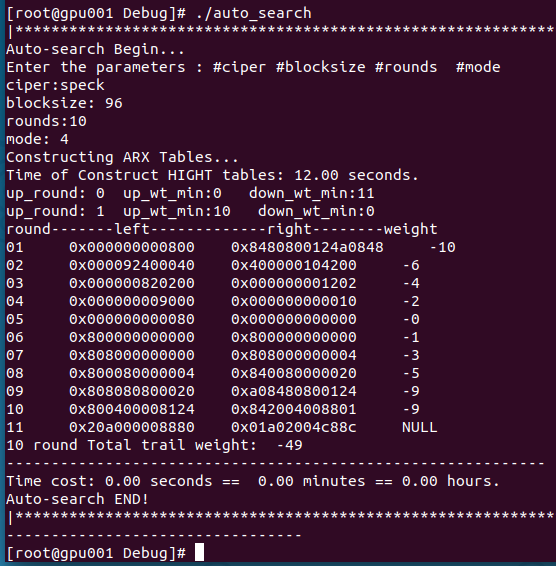 [root@gpu001 Debug]# ./auto_search
|*******************************************************
Auto-search Begin...
Enter the parameters : #ciper #blocksize #rounds  #mode
ciper:speck
blocksize: 96
rounds:10
mode: 4
Constructing ARX Tables...
Time of Construct HIGHT tables: 12.00 seconds.
up_round: 0  up_wt_min:0   down_wt_min:11
up_round: 1  up_wt_min:10   down_wt_min:0
round-------left-------------right--------weight
01     0x000000000800    0x8480800124a0848     -10
02     0x000092400040    0x400000104200     -6
03     0x000000820200    0x000000001202     -4
04     0x000000009000    0x000000000010     -2
05     0x000000000080    0x000000000000     -0
06     0x800000000000    0x800000000000     -1
07     0x808000000000    0x808000000004     -3
08     0x800080000004    0x840080000020     -5
09     0x808080800020    0xa08480800124     -9
10     0x800400008124    0x842004008801     -9
11     0x20a000008880    0x01a02004c88c     NULL
10 round Total trail weight:  -49
---------------------------------------------------------------
Time cost: 0.00 seconds ==  0.00 minutes == 0.00 hours.
Auto-search END!
|*******************************************************
----------------------------------
[root@gpu001 Debug]#